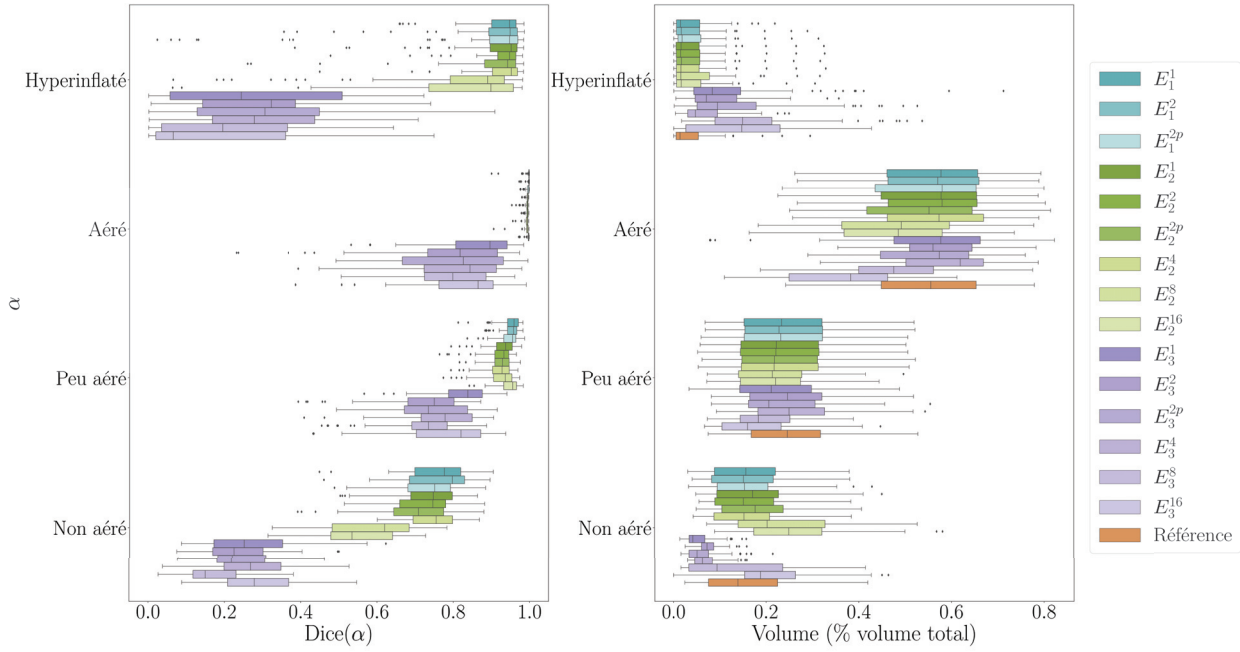 Hyperinflaté
Aéré
Peu aéré
Non aéré
α
0.0 0.2 0.4 0.6 0.8 1.0
Dice(α)
Hyperinflaté
Aéré
Peu aéré
Non aéré
0.0 0.2 0.4 0.6 0.8
Volume (% volume total)
E_1^1
E_1^2
E_1^{2p}
E_2^1
E_2^2
E_2^{2p}
E_2^4
E_2^8
E_2^{16}
E_3^1
E_3^2
E_3^{2p}
E_3^4
E_3^8
E_3^{16}
Référence